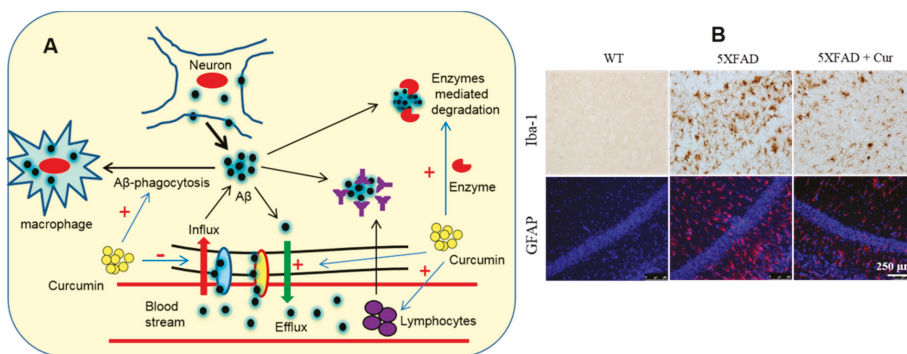 A
Neuron
Enzymes
mediated
degradation
+
Enzyme
Aβ-phagocytosis
Aβ
macrophage
+
Influx
-
+
Curcumin
+
Curcumin
Blood
stream
Efflux
Lymphocytes
B
WT
5XFAD
5XFAD + Cur
Iba-1
GFAP
250 µm